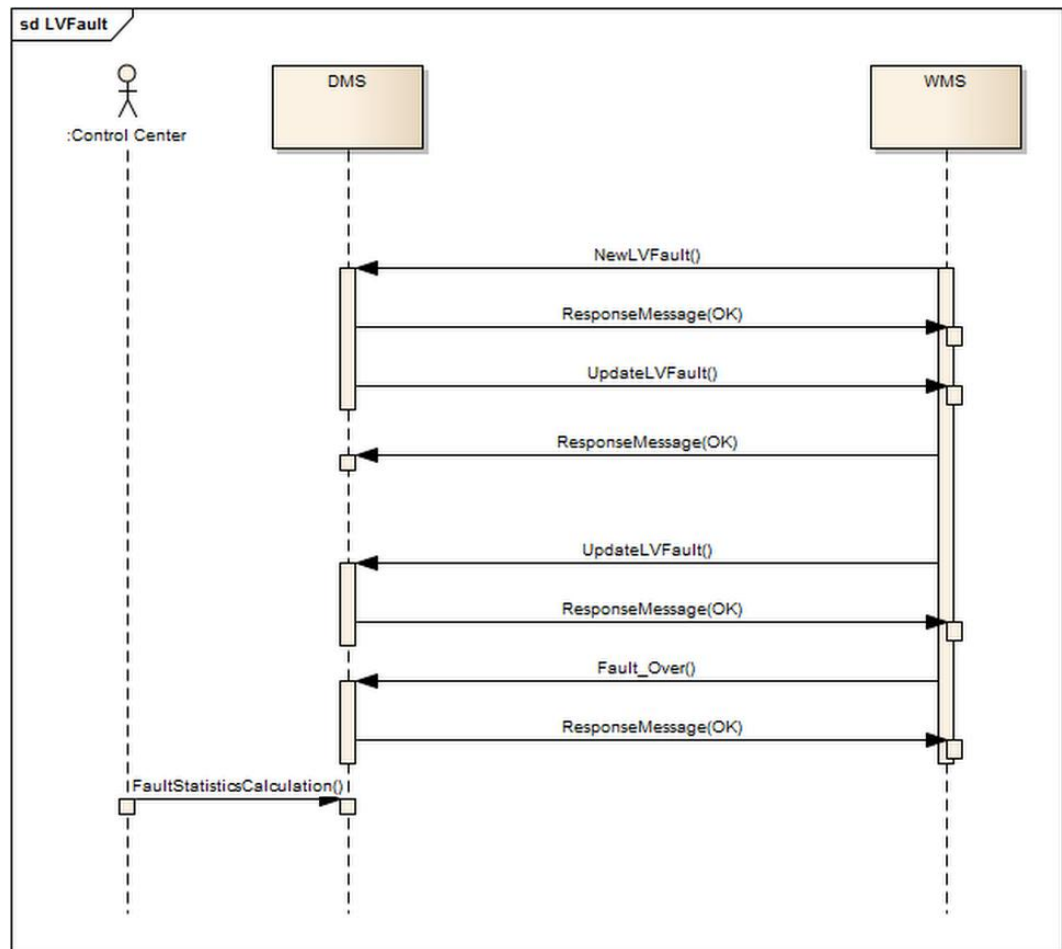 sd LVFault
:Control Center
DMS
WMS
NewLVFault()
ResponseMessage(OK)
UpdateLVFault()
ResponseMessage(OK)
UpdateLVFault()
ResponseMessage(OK)
Fault_Over()
ResponseMessage(OK)
FaultStatisticsCalculation()